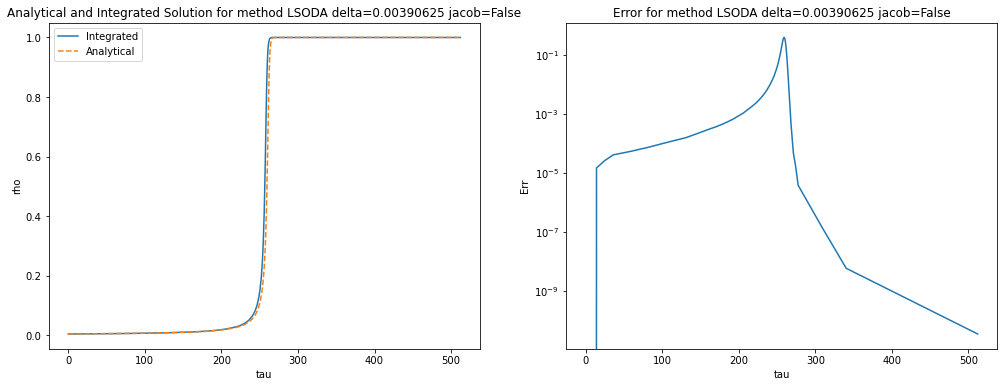 Analytical and Integrated Solution for method LSODA delta=0.00390625 jacob=False
Integrated
Analytical
1.0
0.8
0.6
0.4
0.2
0.0
rho
0
100
200
300
400
500
tau
Error for method LSODA delta=0.00390625 jacob=False
10⁻¹
10⁻³
10⁻⁵
10⁻⁷
10⁻⁹
Err
0
100
200
300
400
500
tau